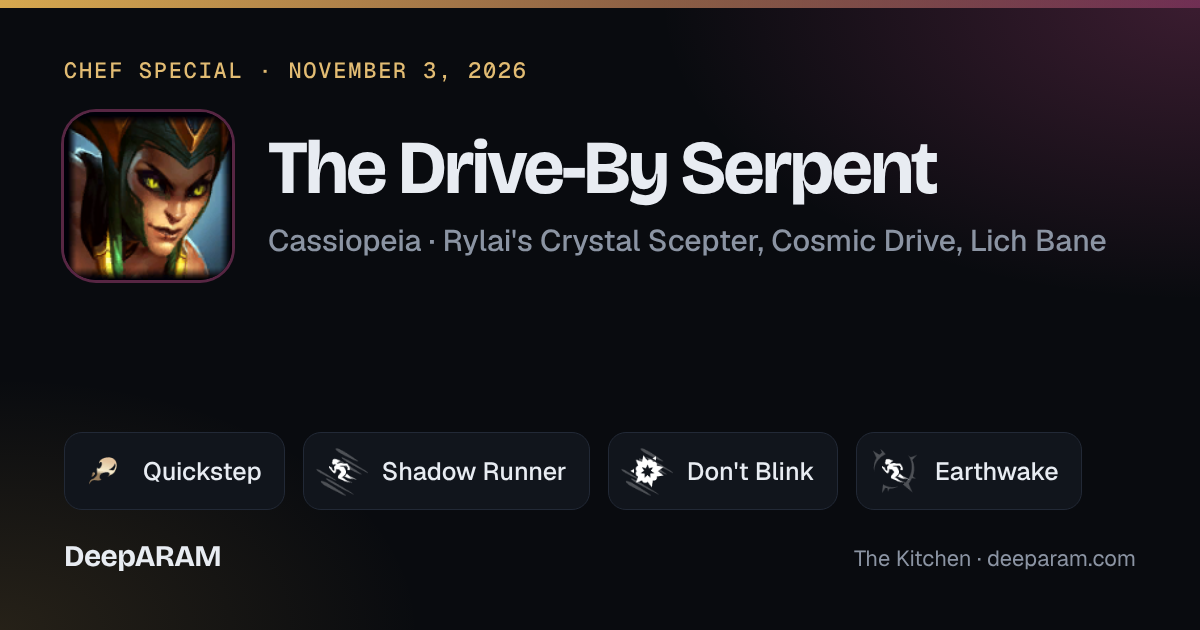 CHEF SPECIAL · NOVEMBER 3, 2026
The Drive-By Serpent
Cassiopeia · Rylai's Crystal Scepter, Cosmic Drive, Lich Bane
Quickstep
Shadow Runner
Don't Blink
Earthwake
DeepARAM
The Kitchen · deeparam.com